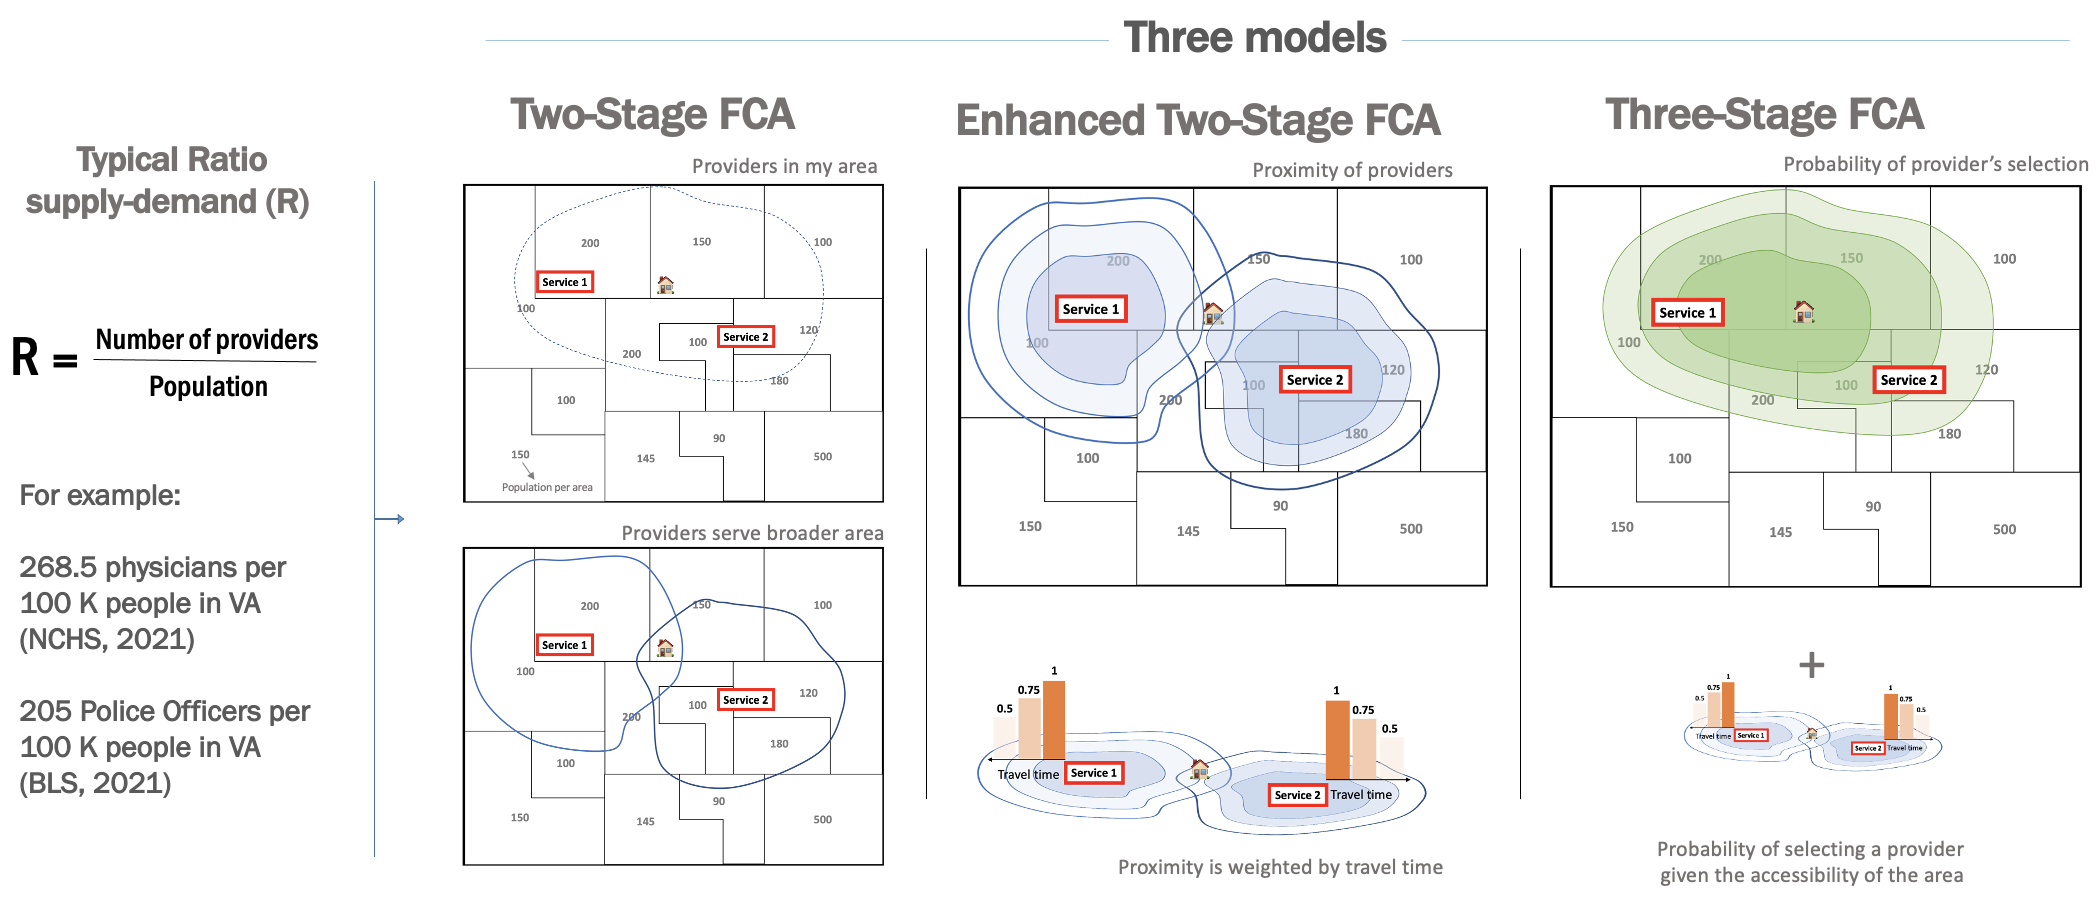 Three models
Typical Ratio
supply-demand (R)
R = Number of providers
Population
For example:
268.5 physicians per
100 K people in VA
(NCHS, 2021)
205 Police Officers per
100 K people in VA
(BLS, 2021)
Two-Stage FCA
Providers in my area
200
150
100
Service 1
100
120
200
100
Service 2
180
100
150
90
145
500
Population per area
Providers serve broader area
200
150
100
Service 1
100
120
200
100
Service 2
180
100
150
90
145
500
Enhanced Two-Stage FCA
Proximity of providers
200
150
100
Service 1
100
120
200
100
Service 2
180
100
150
90
145
500
1
0.75
0.5
Travel time
Service 1
1
0.75
0.5
Service 2
Travel time
Proximity is weighted by travel time
Three-Stage FCA
Probability of provider’s selection
200
150
100
Service 1
100
120
200
100
Service 2
180
100
150
90
145
500
+
1
0.75
0.5
Travel time
Service 1
1
0.75
0.5
Service 2
Travel time
Probability of selecting a provider
given the accessibility of the area